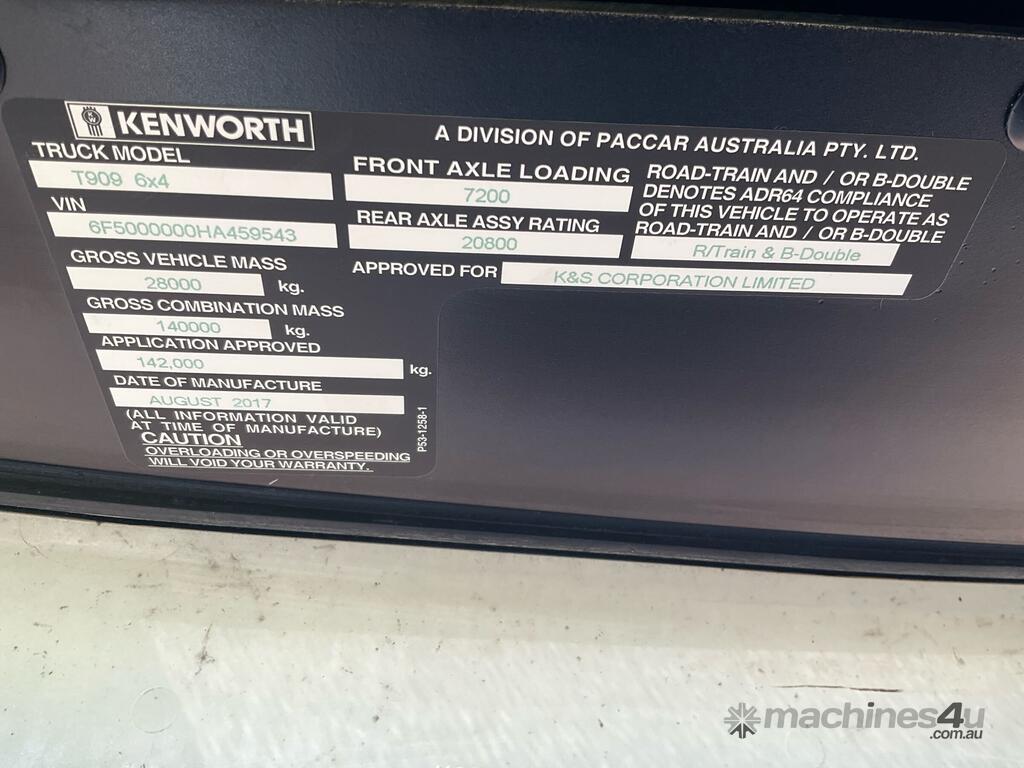 KENWORTH
A DIVISION OF PACCAR AUSTRALIA PTY. LTD.
TRUCK MODEL
T909 6x4
VIN
6F5000000HA459543
GROSS VEHICLE MASS
28000 kg.
GROSS COMBINATION MASS
140000 kg.
APPLICATION APPROVED
142,000 kg.
DATE OF MANUFACTURE
AUGUST 2017
(ALL INFORMATION VALID
AT TIME OF MANUFACTURE)
CAUTION
OVERLOADING OR OVERSPEEDING
WILL VOID YOUR WARRANTY.
P53-1258-1
FRONT AXLE LOADING
7200
REAR AXLE ASSY RATING
20800
APPROVED FOR K&S CORPORATION LIMITED
ROAD-TRAIN AND / OR B-DOUBLE
DENOTES ADR64 COMPLIANCE
OF THIS VEHICLE TO OPERATE AS
ROAD-TRAIN AND / OR B-DOUBLE
R/Train & B-Double
machines4u
.com.au